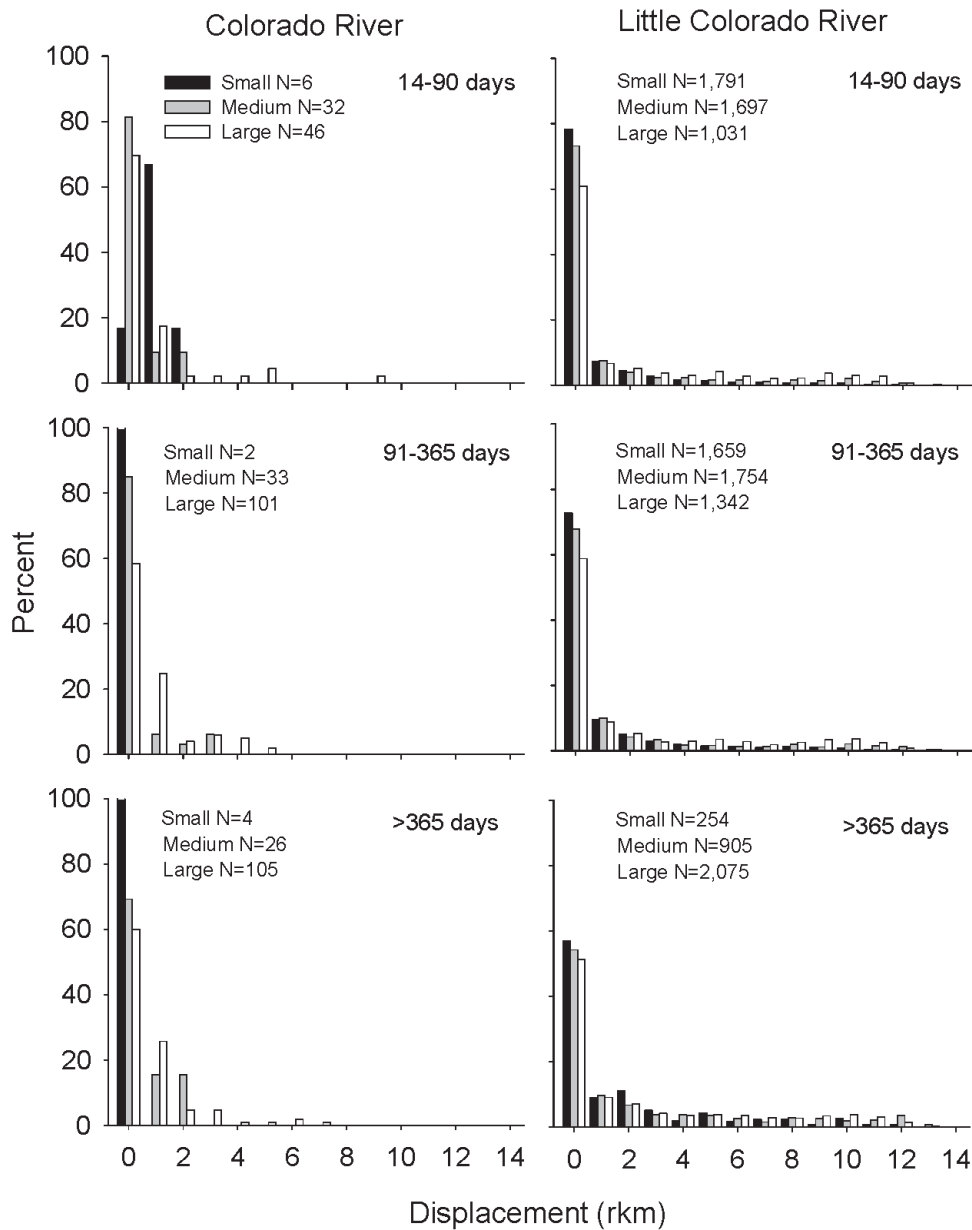 Colorado River
Little Colorado River
100
80
60
40
20
0
Small N=6
Medium N=32
Large N=46
14-90 days
Small N=1,791
Medium N=1,697
Large N=1,031
14-90 days
Percent
100
80
60
40
20
0
Small N=2
Medium N=33
Large N=101
91-365 days
Small N=1,659
Medium N=1,754
Large N=1,342
91-365 days
100
80
60
40
20
0
Small N=4
Medium N=26
Large N=105
>365 days
Small N=254
Medium N=905
Large N=2,075
>365 days
0 2 4 6 8 10 12 14
0 2 4 6 8 10 12 14
Displacement (rkm)